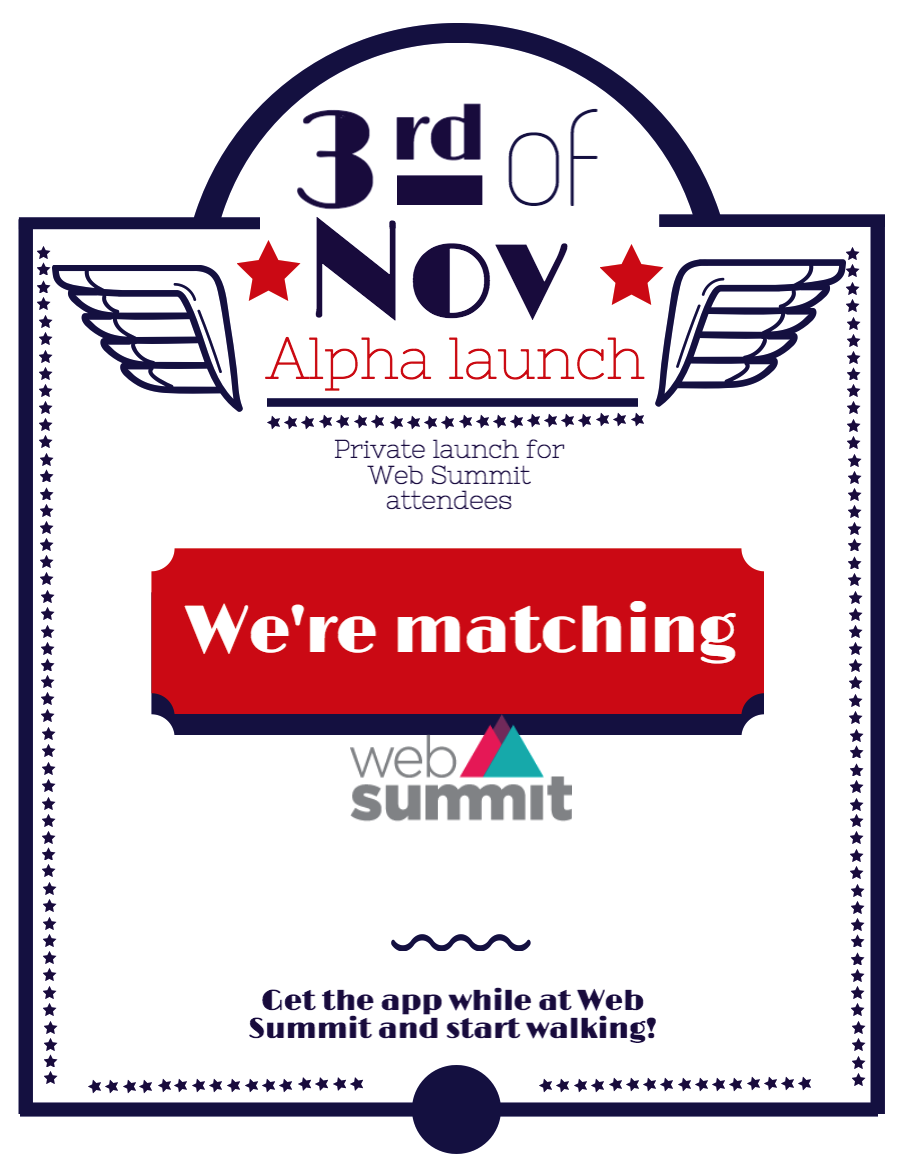 3rd of
Nov
Alpha launch
Private launch for
Web Summit
attendees
We're matching
web
summit
Get the app while at Web
Summit and start walking!